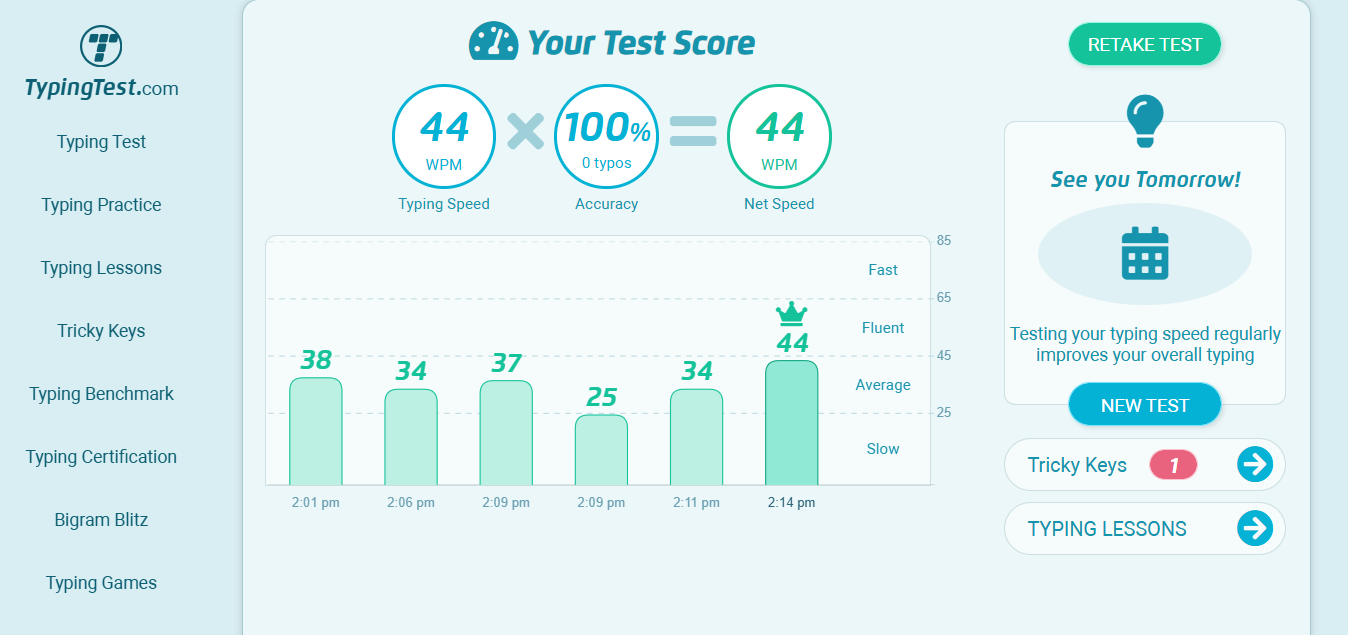 TypingTest.com
Typing Test
Typing Practice
Typing Lessons
Tricky Keys
Typing Benchmark
Typing Certification
Bigram Blitz
Typing Games
Your Test Score
44
WPM
Typing Speed
100%
0 typos
Accuracy
44
WPM
Net Speed
85
Fast
65
Fluent
45
Average
25
Slow
38
34
37
25
34
44
2:01 pm
2:06 pm
2:09 pm
2:09 pm
2:11 pm
2:14 pm
RETAKE TEST
See you Tomorrow!
Testing your typing speed regularly
improves your overall typing
NEW TEST
Tricky Keys 1
TYPING LESSONS